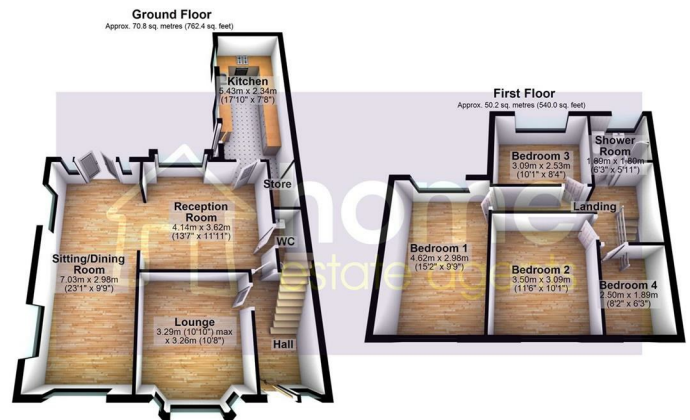 Ground Floor
Approx. 70.8 sq. metres (762.4 sq. feet)
Kitchen
5.43m x 2.34m
(17'10" x 7'8")
Store
Reception
Room
4.14m x 3.62m
(13'7" x 11'11")
WC
Sitting/Dining
Room
7.03m x 2.98m
(23'1" x 9'9")
Lounge
3.29m (10'10") max
x 3.26m (10'8")
Hall
First Floor
Approx. 50.2 sq. metres (540.0 sq. feet)
Bedroom 3
3.09m x 2.53m
(10'1" x 8'4")
Shower
Room
1.89m x 1.80m
(6'3" x 5'11")
Landing
Bedroom 1
4.62m x 2.98m
(15'2" x 9'9")
Bedroom 2
3.50m x 3.09m
(11'6" x 10'1")
Bedroom 4
2.50m x 1.89m
(8'2" x 6'3")
home
estate agents